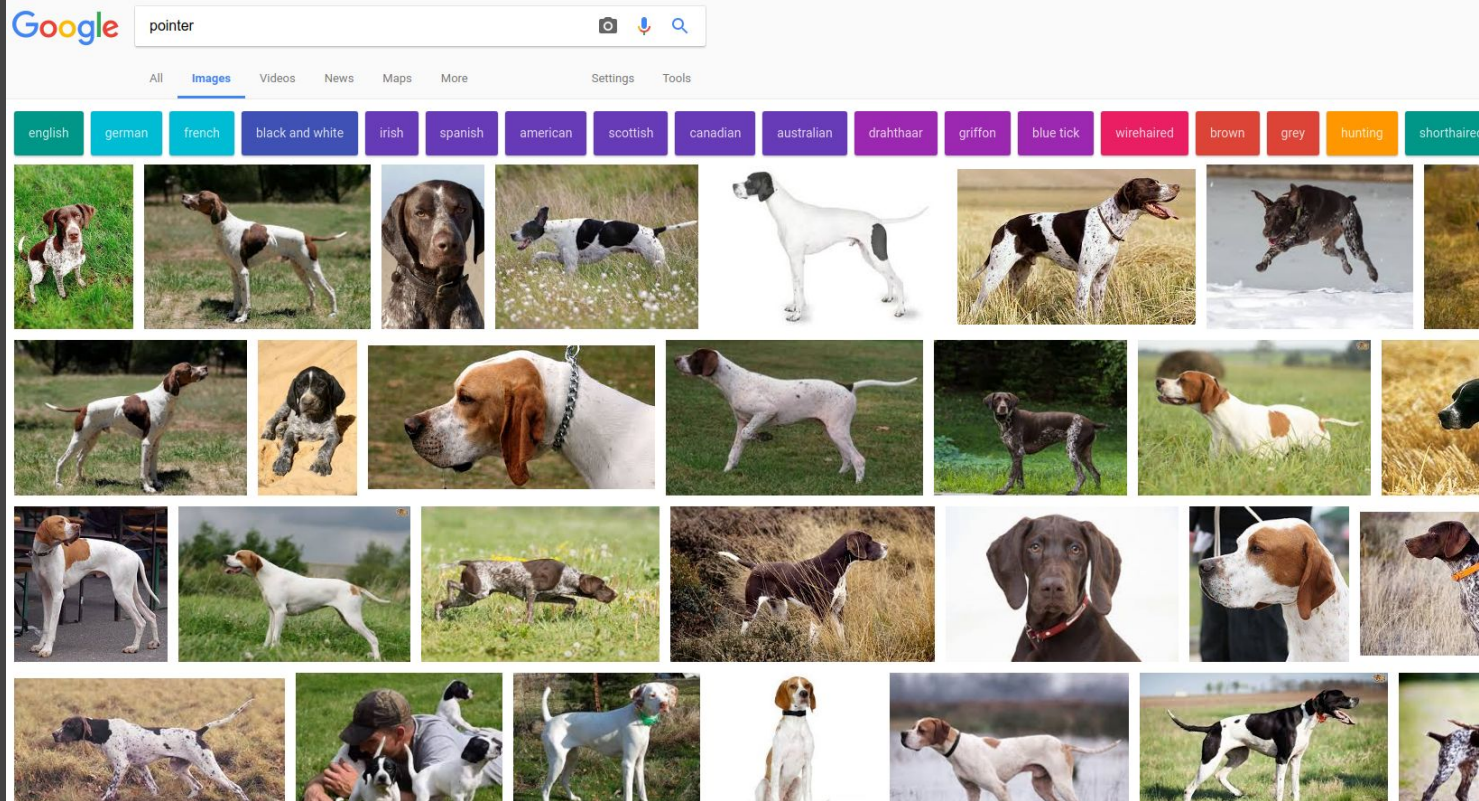 Google pointer
All Images Videos News Maps More Settings Tools
english german french black and white irish spanish american scottish canadian australian drahthaar griffon blue tick wirehaired brown grey hunting shorthaired